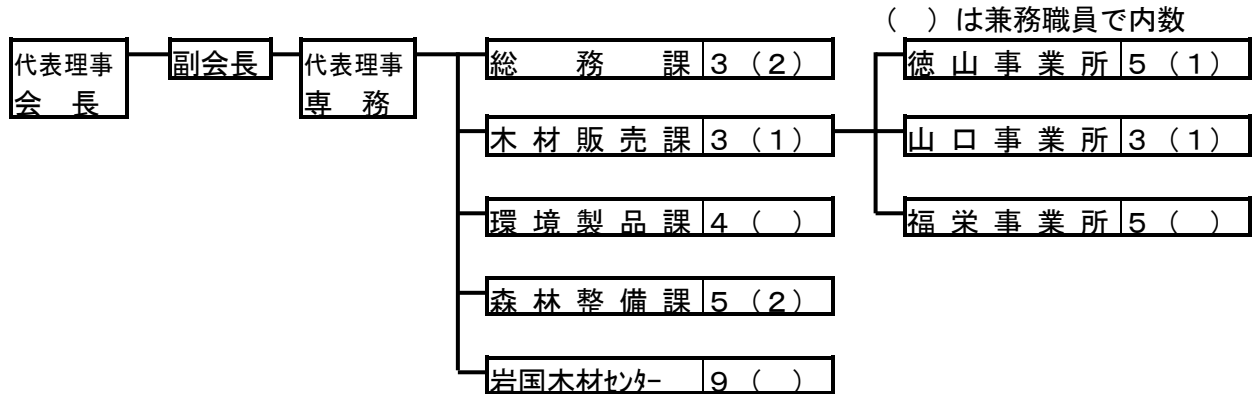 （　）は兼務職員で内数
代表理事
会　長
副会長
代表理事
専　務
総　務　課 3（2）
木材販売課 3（1）
環境製品課 4（　）
森林整備課 5（2）
岩国木材ｾﾝﾀｰ 9（　）
徳山事業所 5（1）
山口事業所 3（1）
福栄事業所 5（　）